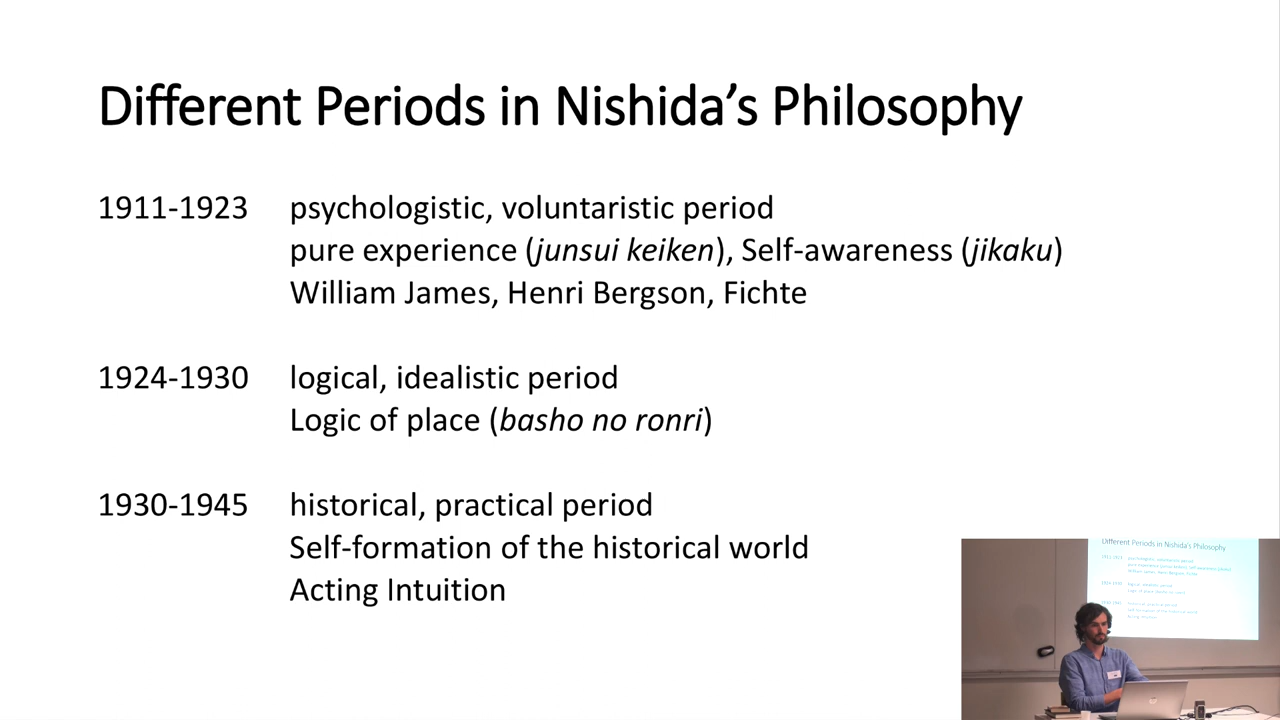 Different Periods in Nishida’s Philosophy
1911-1923 psychologistic, voluntaristic period
pure experience (junsui keiken), Self-awareness (jikaku)
William James, Henri Bergson, Fichte
1924-1930 logical, idealistic period
Logic of place (basho no ronri)
1930-1945 historical, practical period
Self-formation of the historical world
Acting Intuition
Different Periods in Nishida's Philosophy